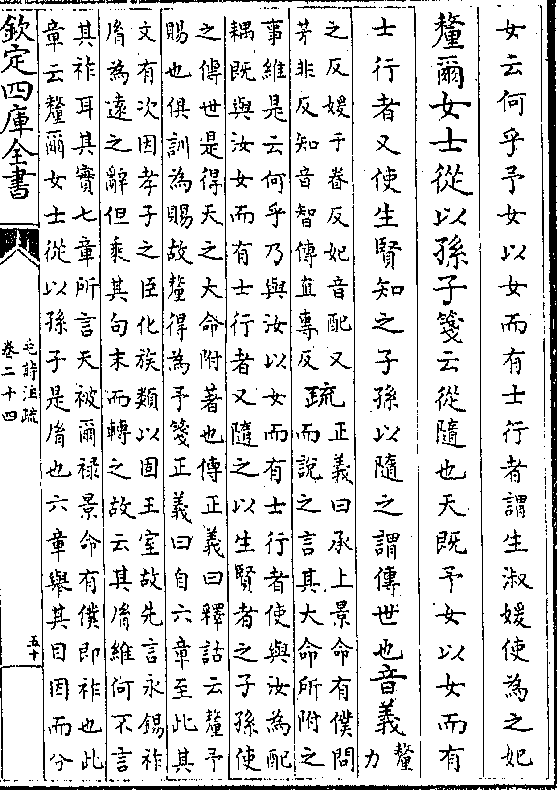 女云何乎予女以女而有士行者謂生淑媛使為之妃
釐爾女士從以孫子箋云從隨也天既予女以女而有
士行者又使生賢知之子孫以隨之謂傳世也音義釐力
之反媛于眷反妃音配又
芳非反知音智傳直專反
疏
正義曰承上景命有僕問
而說之言其大命所附之
事維是云何乎乃與汝以女而有士行者使與汝為配
耦既與汝女而有士行者又隨之以生賢者之子孫使
之傳世是得天之大命附著也傳正義曰釋詁云釐予
賜也俱訓為賜故釐得為予箋正義曰自六章至此其
文有次因孝子之臣化族類以固王室故先言永錫祚
胤為遠之辭但乘其句末而轉之故云其胤維何不言
其祚耳其實七章所言天被爾祿景命有僕即祚也此
章云釐爾女士從以孫子是胤也六章舉其目因而分
欽定四庫全書
毛詩注疏
卷二十四
五十